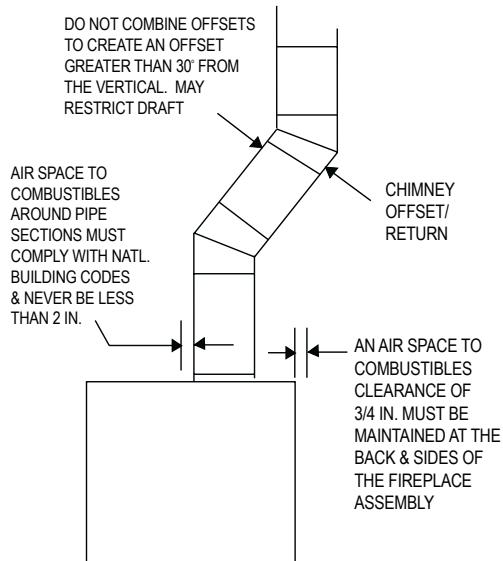 DO NOT COMBINE OFFSETS
TO CREATE AN OFFSET
GREATER THAN 30° FROM
THE VERTICAL. MAY
RESTRICT DRAFT
AIR SPACE TO
COMBUSTIBLES
AROUND PIPE
SECTIONS MUST
COMPLY WITH NATL.
BUILDING CODES
& NEVER BE LESS
THAN 2 IN.
CHIMNEY
OFFSET/
RETURN
AN AIR SPACE TO
COMBUSTIBLES
CLEARANCE OF
3/4 IN. MUST BE
MAINTAINED AT THE
BACK & SIDES OF
THE FIREPLACE
ASSEMBLY